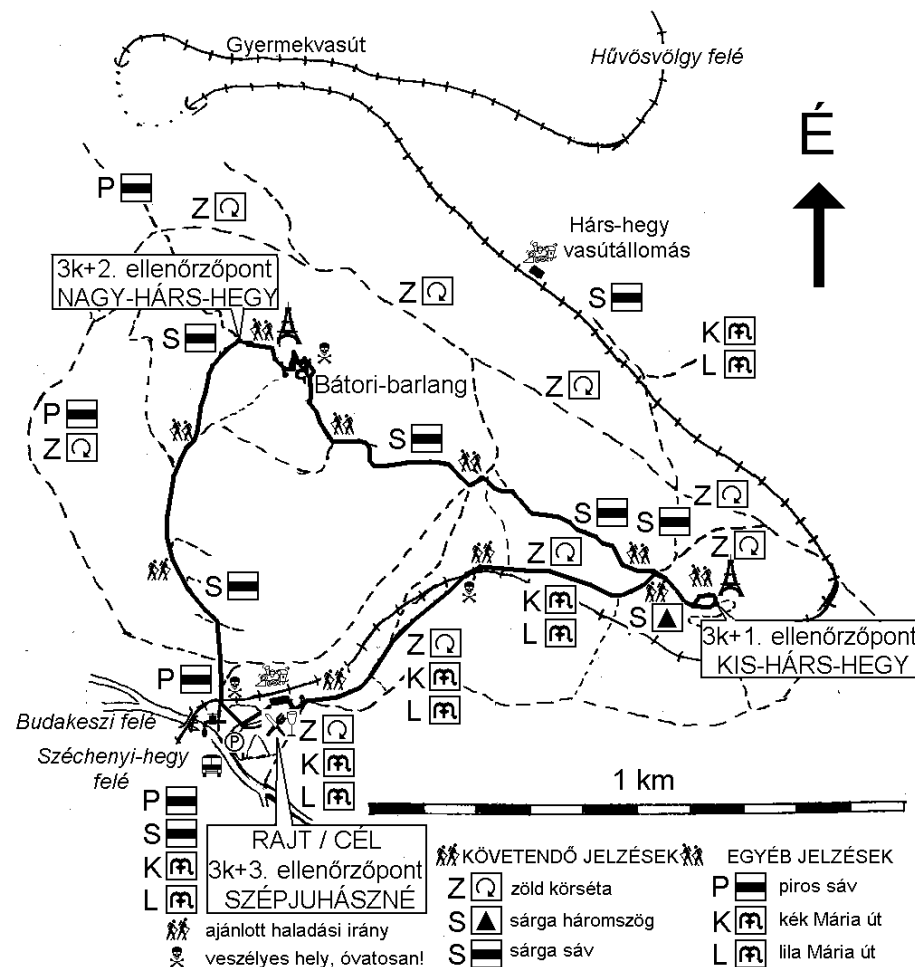 Gyermekvasút
Hűvösvölgy felé
É
P
Z
Hárs-hegy
vasútállomás
3k+2. ellenőrzőpont
NAGY-HÁRS-HEGY
Z
S
S
K
L
Bátori-barlang
Z
P
Z
S
Z
S
S
Z
Z
S
K
L
S
3k+1. ellenőrzőpont
KIS-HÁRS-HEGY
Z
K
L
P
Budakeszi felé
Széchenyi-hegy
felé
P
Z
K
L
1 km
P
S
K
L
RAJT / CÉL
3k+3. ellenőrzőpont
SZÉPJUHÁSZNÉ
ajánlott haladási irány
veszélyes hely, óvatosan!
KÖVETENDŐ JELZÉSEK
Z zöld körséta
S sárga háromszög
S sárga sáv
EGYÉB JELZÉSEK
P piros sáv
K kék Mária út
L lila Mária út